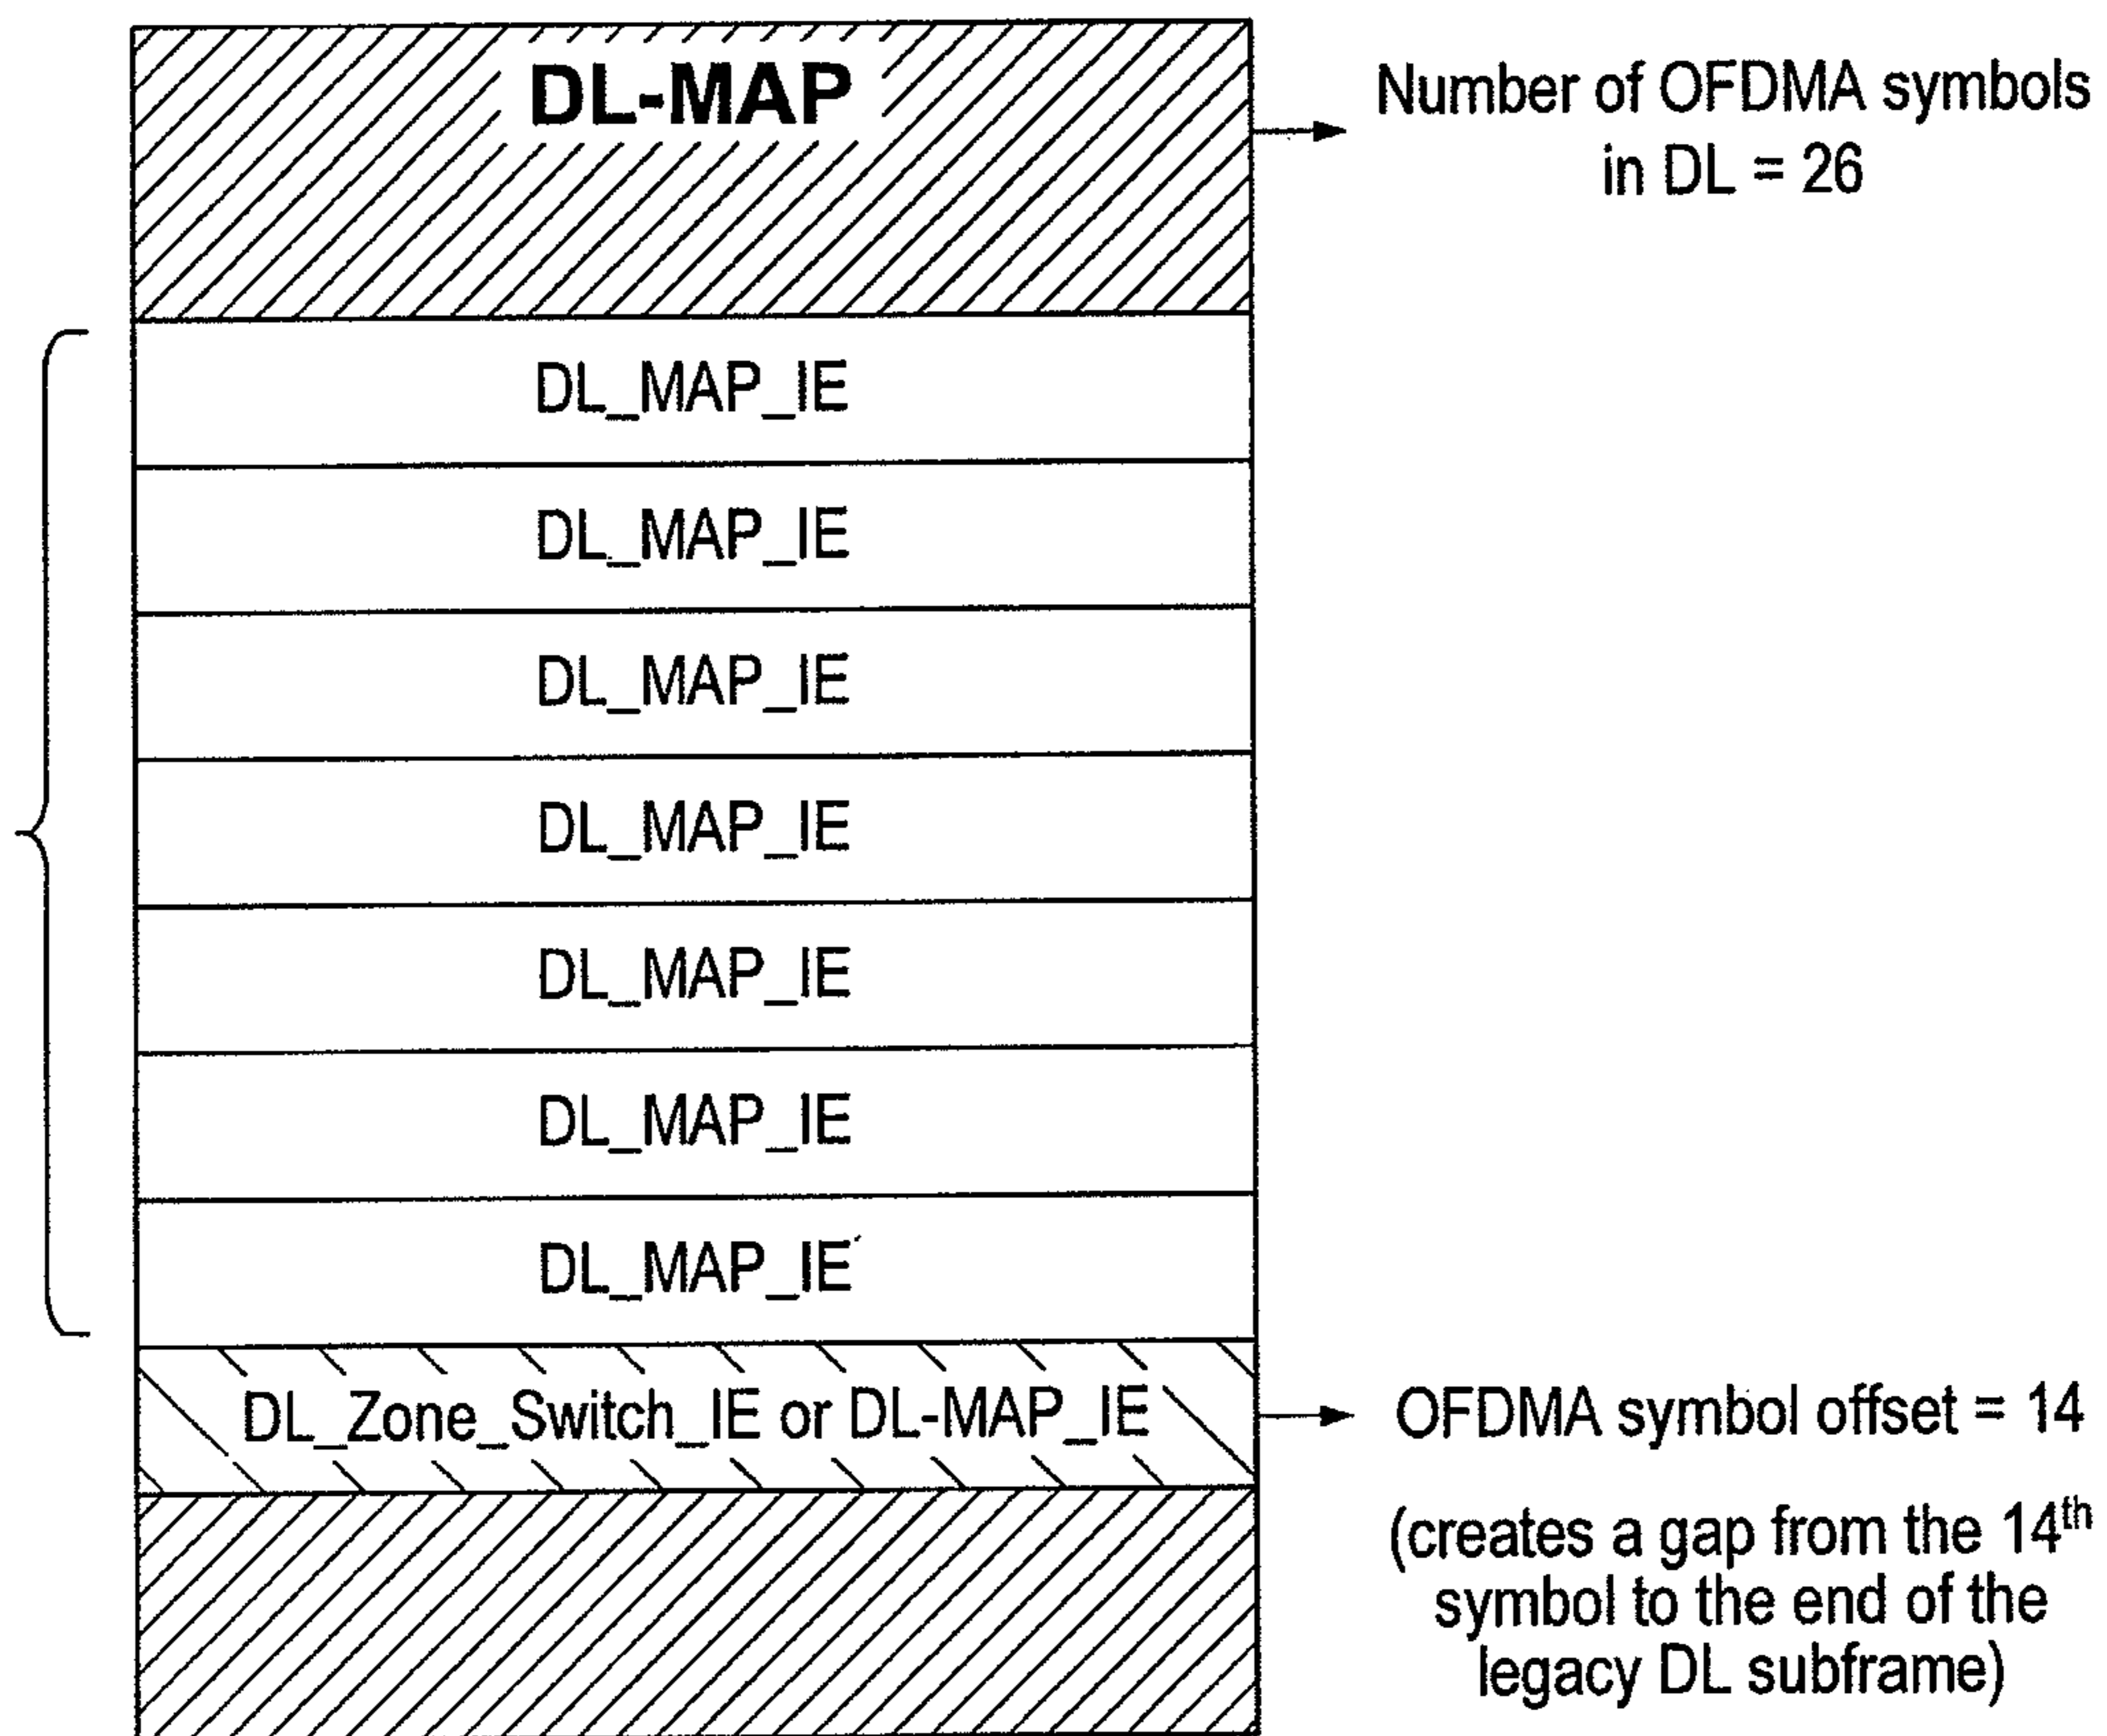 DL-MAP
Number of OFDMA symbols
in DL = 26
DL_MAP_IE
DL_MAP_IE
DL_MAP_IE
DL_MAP_IE
DL_MAP_IE
DL_MAP_IE
DL_MAP_IE
DL_Zone_Switch_IE or DL-MAP_IE
OFDMA symbol offset = 14
(creates a gap from the 14th
symbol to the end of the
legacy DL subframe)